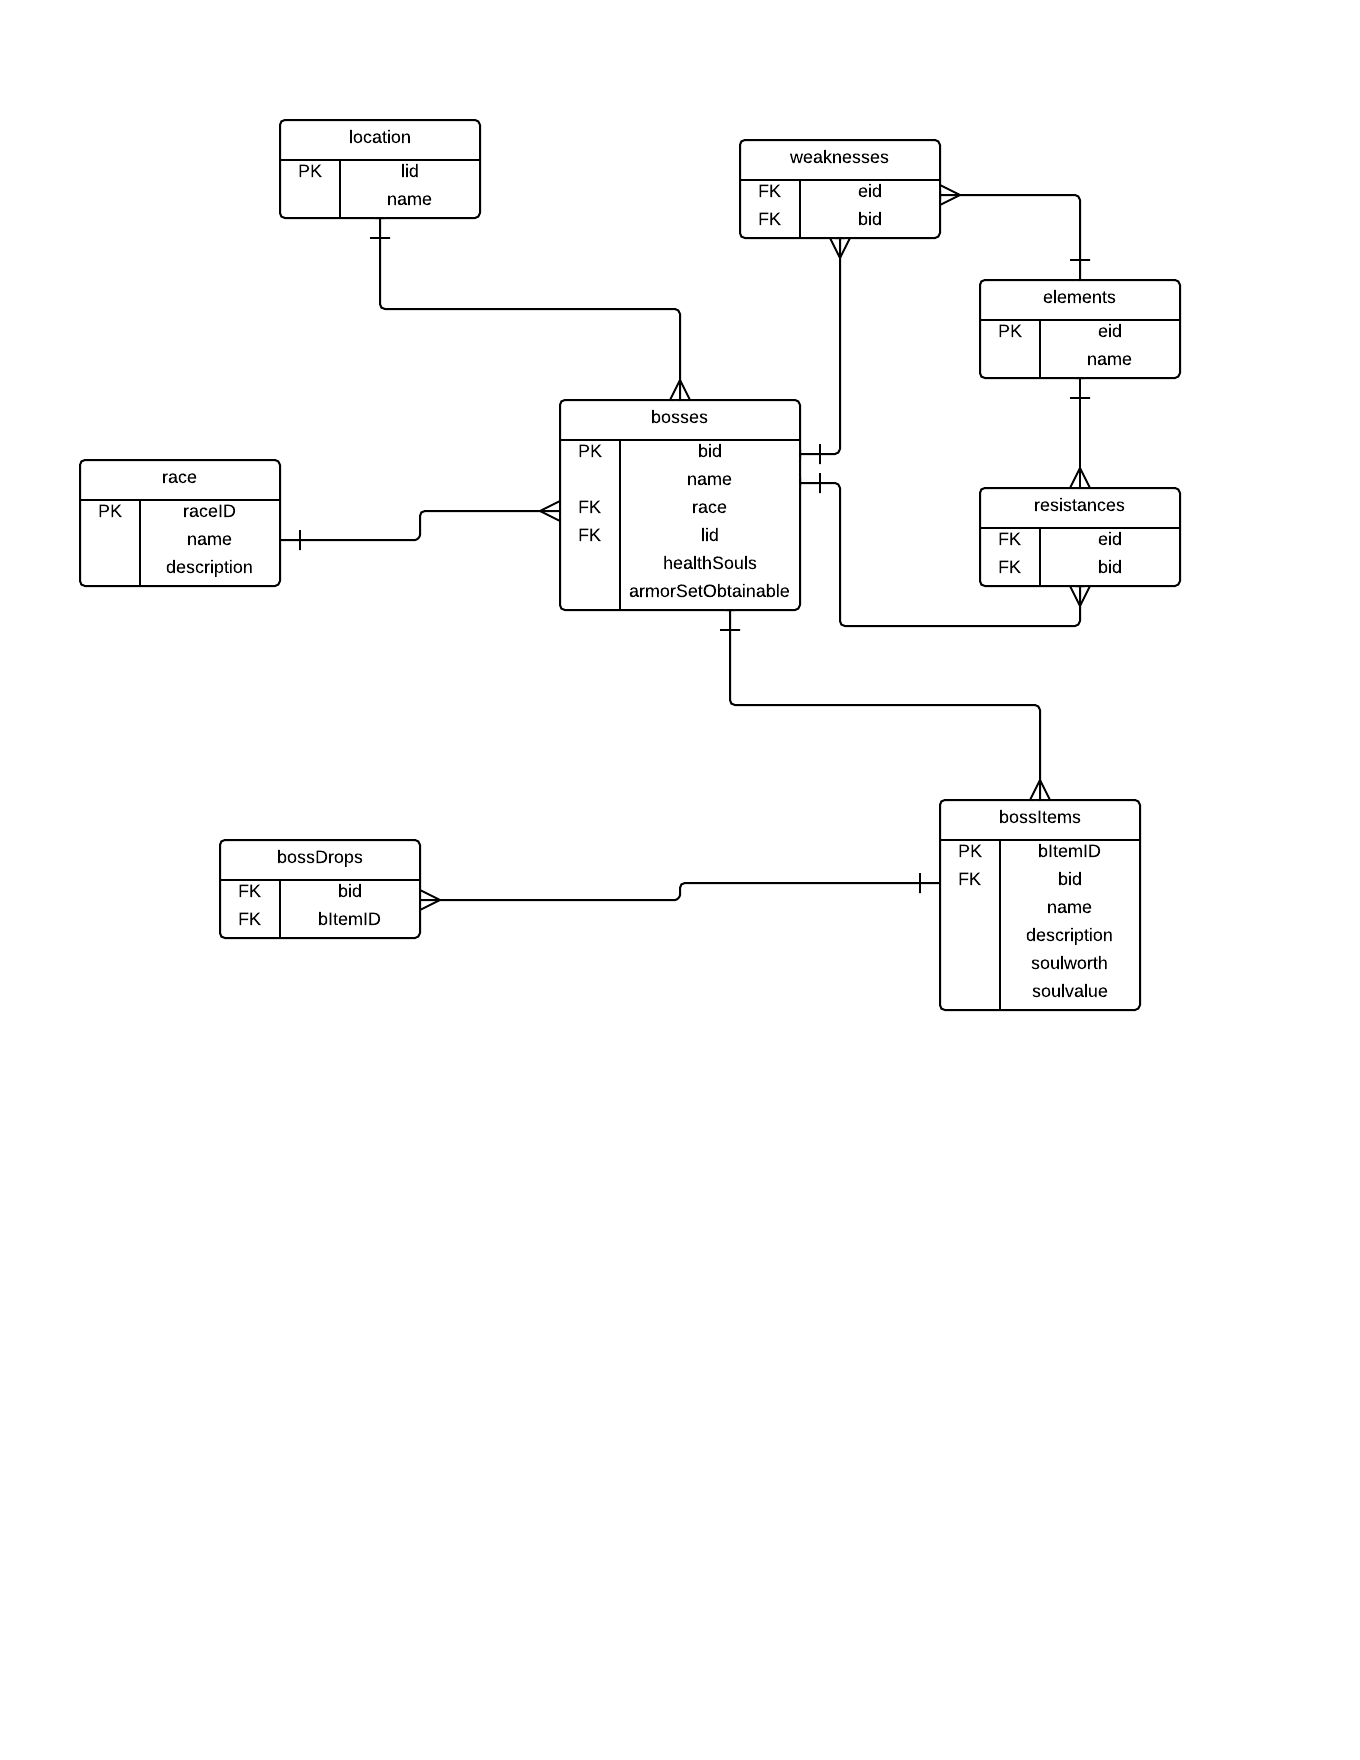 location
PK lid
name
weaknesses
FK eid
FK bid
elements
PK eid
name
bosses
PK bid
name
FK race
FK lid
healthSouls
armorSetObtainable
race
PK raceID
name
description
resistances
FK eid
FK bid
bossItems
PK bItemID
FK bid
name
description
soulworth
soulvalue
bossDrops
FK bid
FK bItemID